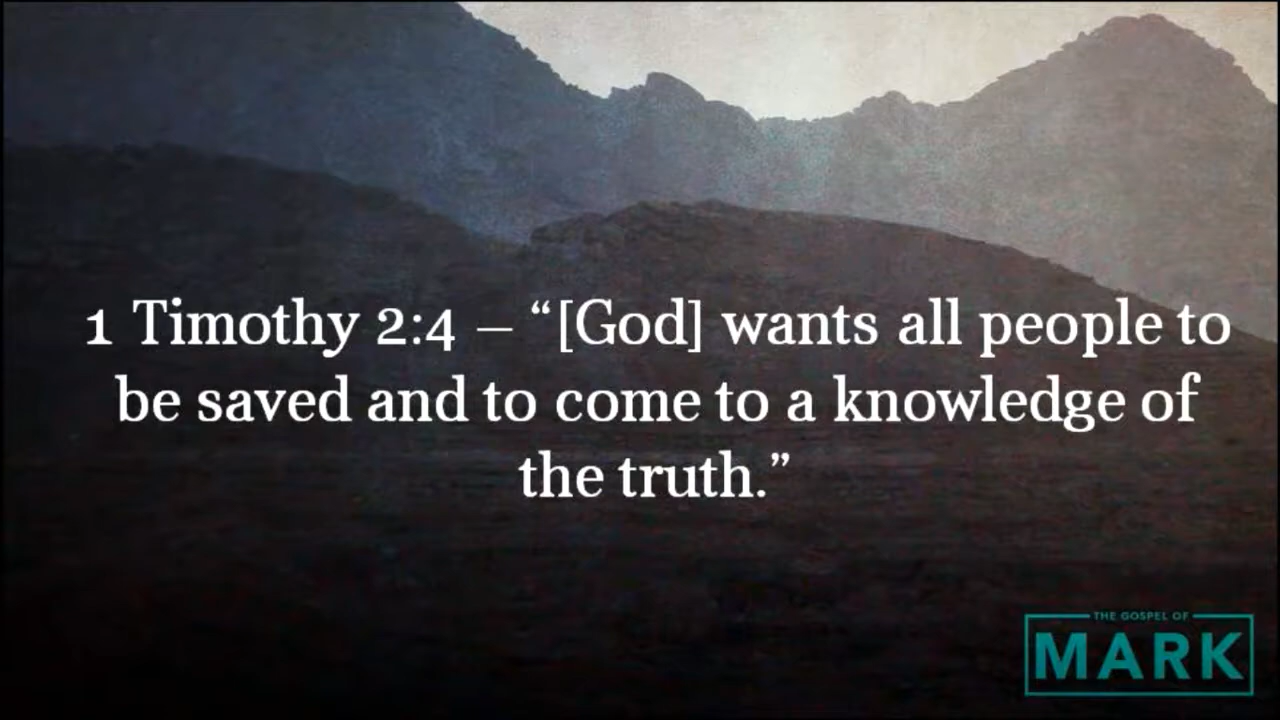 1 Timothy 2:4 – “[God] wants all people to
be saved and to come to a knowledge of
the truth.”
THE GOSPEL OF
MARK